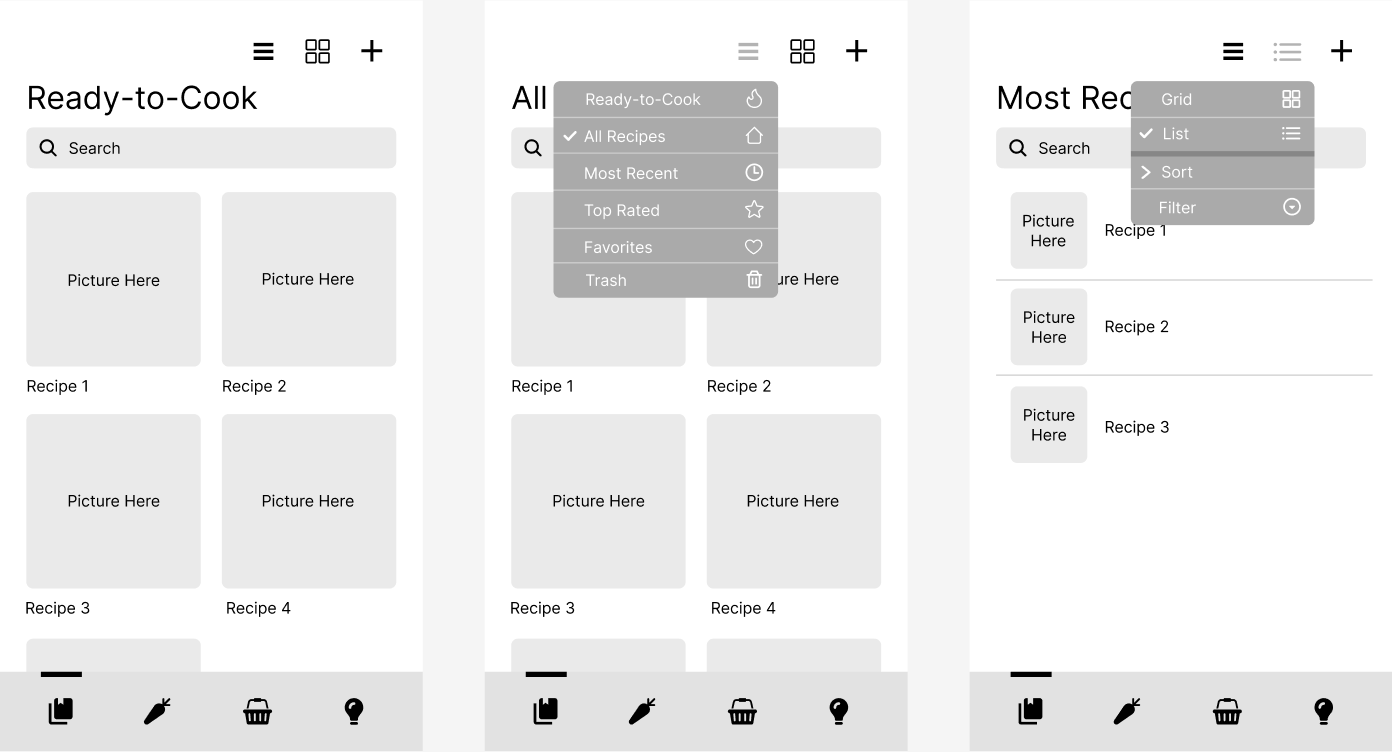 Ready-to-Cook
Search
Picture Here
Picture Here
Recipe 1
Recipe 2
Picture Here
Picture Here
Recipe 3
Recipe 4
All
Ready-to-Cook
All Recipes
Most Recent
Top Rated
Favorites
Trash
ure Here
Recipe 1
Recipe 2
Picture Here
Picture Here
Recipe 3
Recipe 4
Most Rec
Grid
List
Sort
Filter
Search
Picture
Here
Recipe 1
Picture
Here
Recipe 2
Picture
Here
Recipe 3